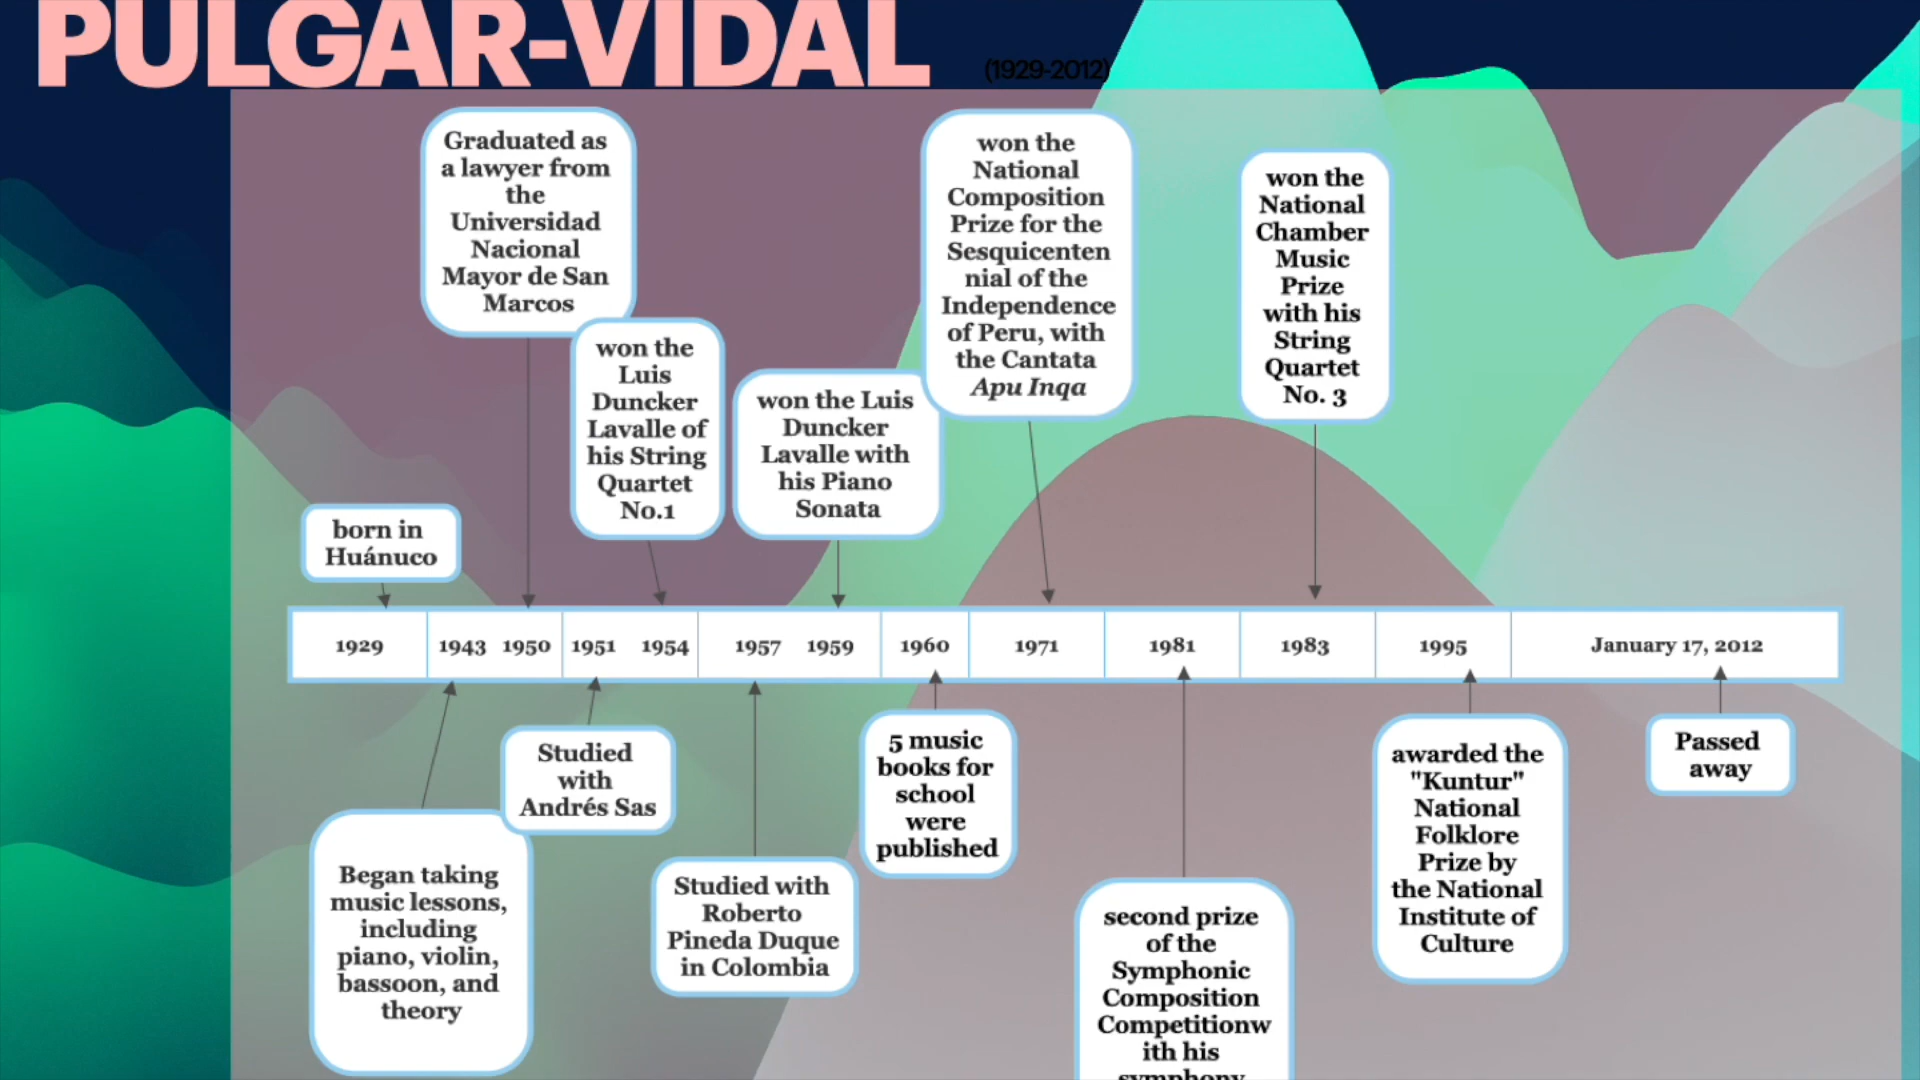 PULGAR-VIDAL
(1929-2012)
Graduated as
a lawyer from
the
Universidad
Nacional
Mayor de San
Marcos
won the
Luis
Duncker
Lavalle of
his String
Quartet
No.1
won the Luis
Duncker
Lavalle with
his Piano
Sonata
won the
National
Composition
Prize for the
Sesquicenten
nial of the
Independence
of Peru, with
the Cantata
Apu Inqa
won the
National
Chamber
Music
Prize
with his
String
Quartet
No. 3
born in
Huánuco
1929 1943 1950 1951 1954 1957 1959 1960 1971 1981 1983 1995 January 17, 2012
Began taking
music lessons,
including
piano, violin,
bassoon, and
theory
Studied
with
Andrés Sas
Studied with
Roberto
Pineda Duque
in Colombia
5 music
books for
school
were
published
second prize
of the
Symphonic
Composition
Competitionw
ith his
symphony
awarded the
"Kuntur"
National
Folklore
Prize by
the National
Institute of
Culture
Passed
away